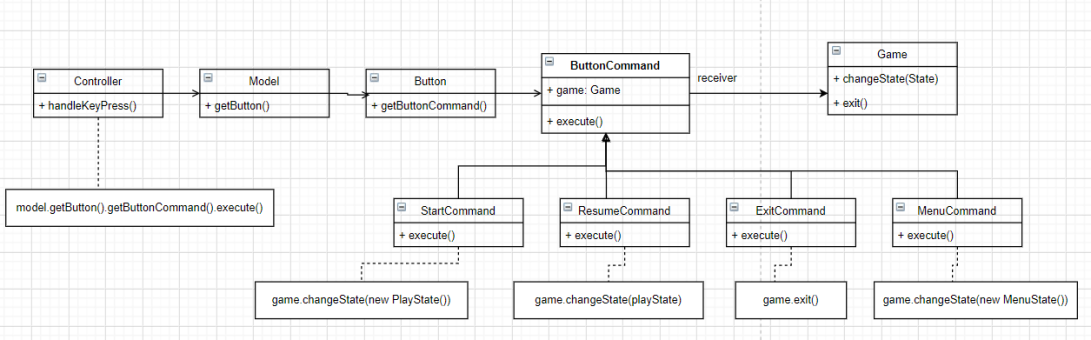 Controller
+ handleKeyPress()
Model
+ getButton()
Button
+ getButtonCommand()
ButtonCommand
+ game: Game
+ execute()
receiver
Game
+ changeState(State)
+ exit()
model.getButton().getButtonCommand().execute()
StartCommand
+ execute()
ResumeCommand
+ execute()
ExitCommand
+ execute()
MenuCommand
+ execute()
game.changeState(new PlayState())
game.changeState(playState)
game.exit()
game.changeState(new MenuState())